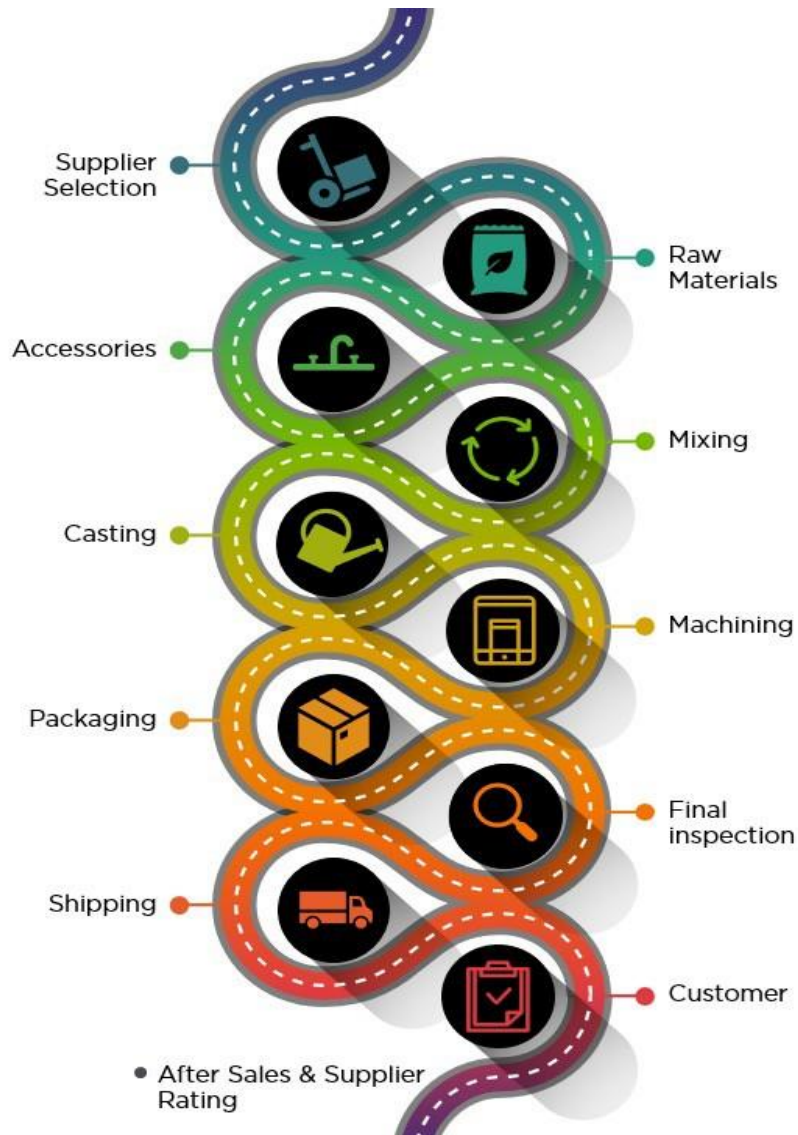 Supplier
Selection
Raw
Materials
Accessories
Mixing
Casting
Machining
Packaging
Final
inspection
Shipping
Customer
After Sales & Supplier
Rating